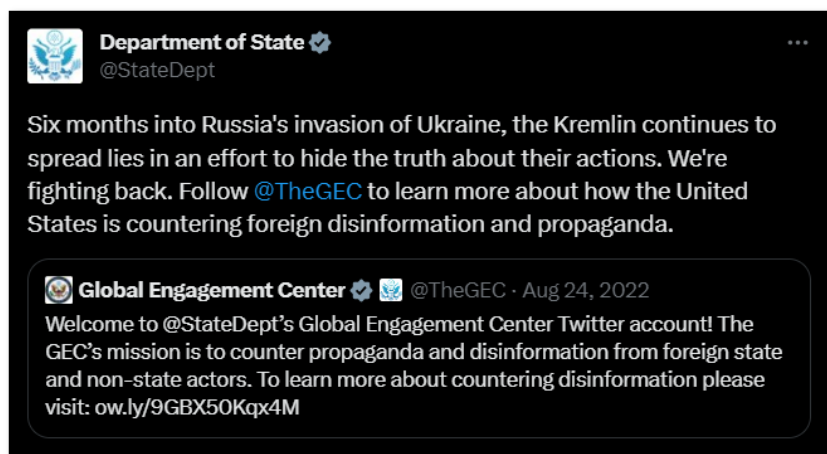 Department of State
@StateDept
Six months into Russia's invasion of Ukraine, the Kremlin continues to
spread lies in an effort to hide the truth about their actions. We're
fighting back. Follow @TheGEC to learn more about how the United
States is countering foreign disinformation and propaganda.
Global Engagement Center @TheGEC · Aug 24, 2022
Welcome to @StateDept’s Global Engagement Center Twitter account! The
GEC’s mission is to counter propaganda and disinformation from foreign state
and non-state actors. To learn more about countering disinformation please
visit: ow.ly/9GBX50Kqx4M